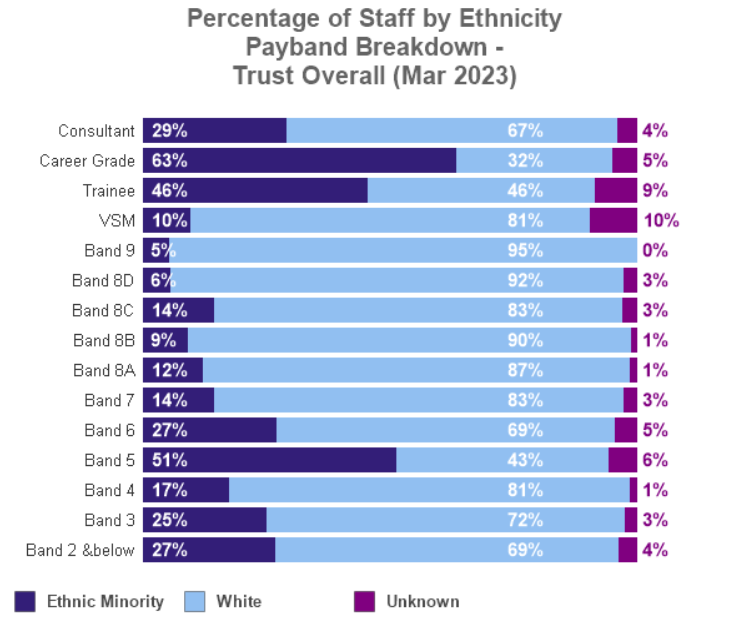 Percentage of Staff by Ethnicity
Payband Breakdown -
Trust Overall (Mar 2023)
Consultant 29% 67% 4%
Career Grade 63% 32% 5%
Trainee 46% 46% 9%
VSM 10% 81% 10%
Band 9 5% 95% 0%
Band 8D 6% 92% 3%
Band 8C 14% 83% 3%
Band 8B 9% 90% 1%
Band 8A 12% 87% 1%
Band 7 14% 83% 3%
Band 6 27% 69% 5%
Band 5 51% 43% 6%
Band 4 17% 81% 1%
Band 3 25% 72% 3%
Band 2 &below 27% 69% 4%
Ethnic Minority White Unknown